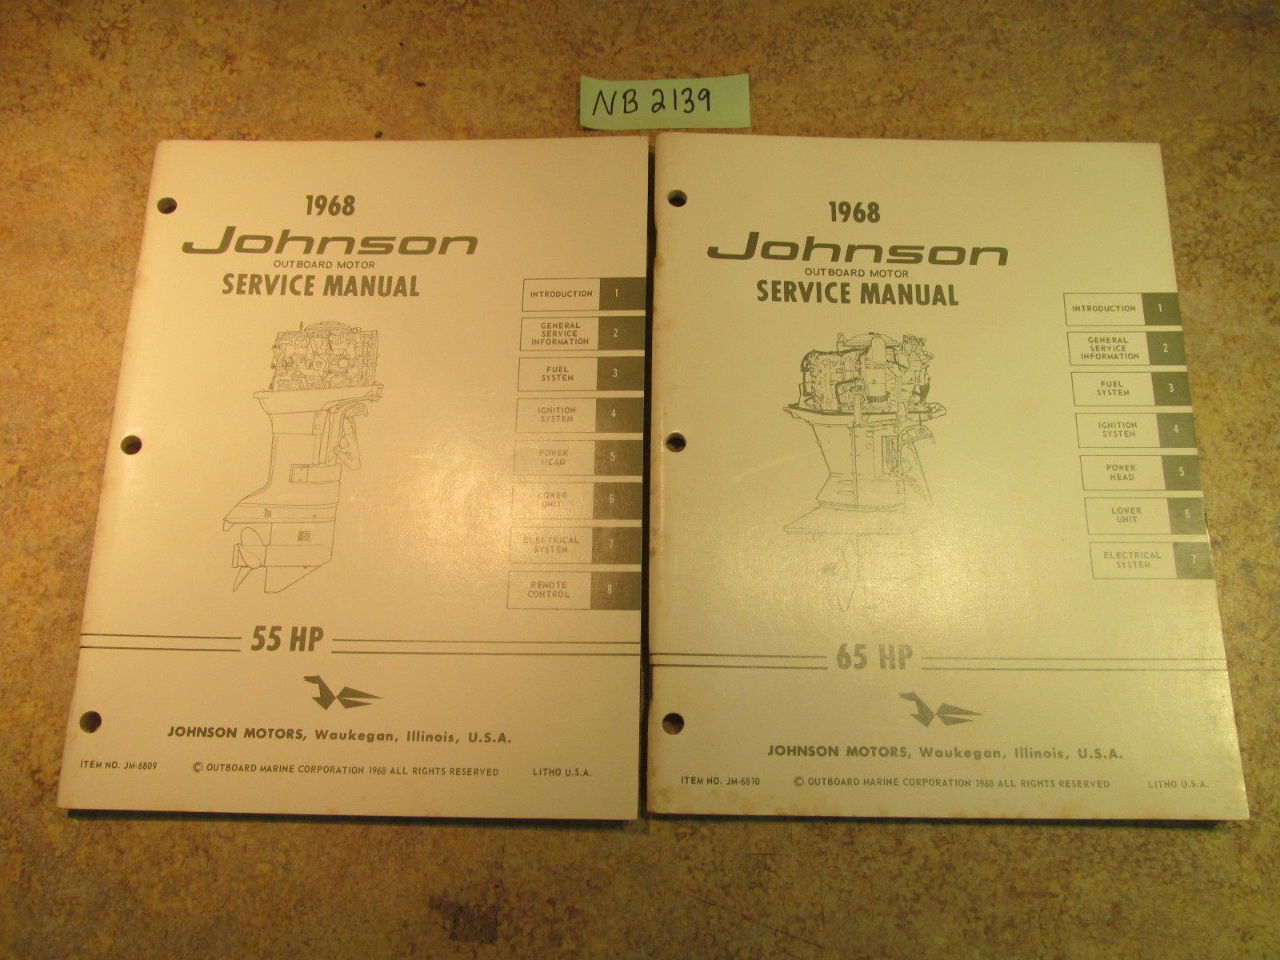 NB 2139
1968
Johnson
OUTBOARD MOTOR
SERVICE MANUAL
INTRODUCTION 1
GENERAL
SERVICE
INFORMATION 2
FUEL
SYSTEM 3
IGNITION
SYSTEM 4
POWER
HEAD 5
LOWER
UNIT 6
ELECTRICAL
SYSTEM 7
REMOTE
CONTROL 8
55 HP
JOHNSON MOTORS, Waukegan, Illinois, U.S.A.
ITEM NO. JM-6809 © OUTBOARD MARINE CORPORATION 1968 ALL RIGHTS RESERVED LITHO U.S.A.
1968
Johnson
OUTBOARD MOTOR
SERVICE MANUAL
INTRODUCTION 1
GENERAL
SERVICE
INFORMATION 2
FUEL
SYSTEM 3
IGNITION
SYSTEM 4
POWER
HEAD 5
LOWER
UNIT 6
ELECTRICAL
SYSTEM 7
65 HP
JOHNSON MOTORS, Waukegan, Illinois, U.S.A.
ITEM NO. JM-6810 © OUTBOARD MARINE CORPORATION 1968 ALL RIGHTS RESERVED LITHO U.S.A.